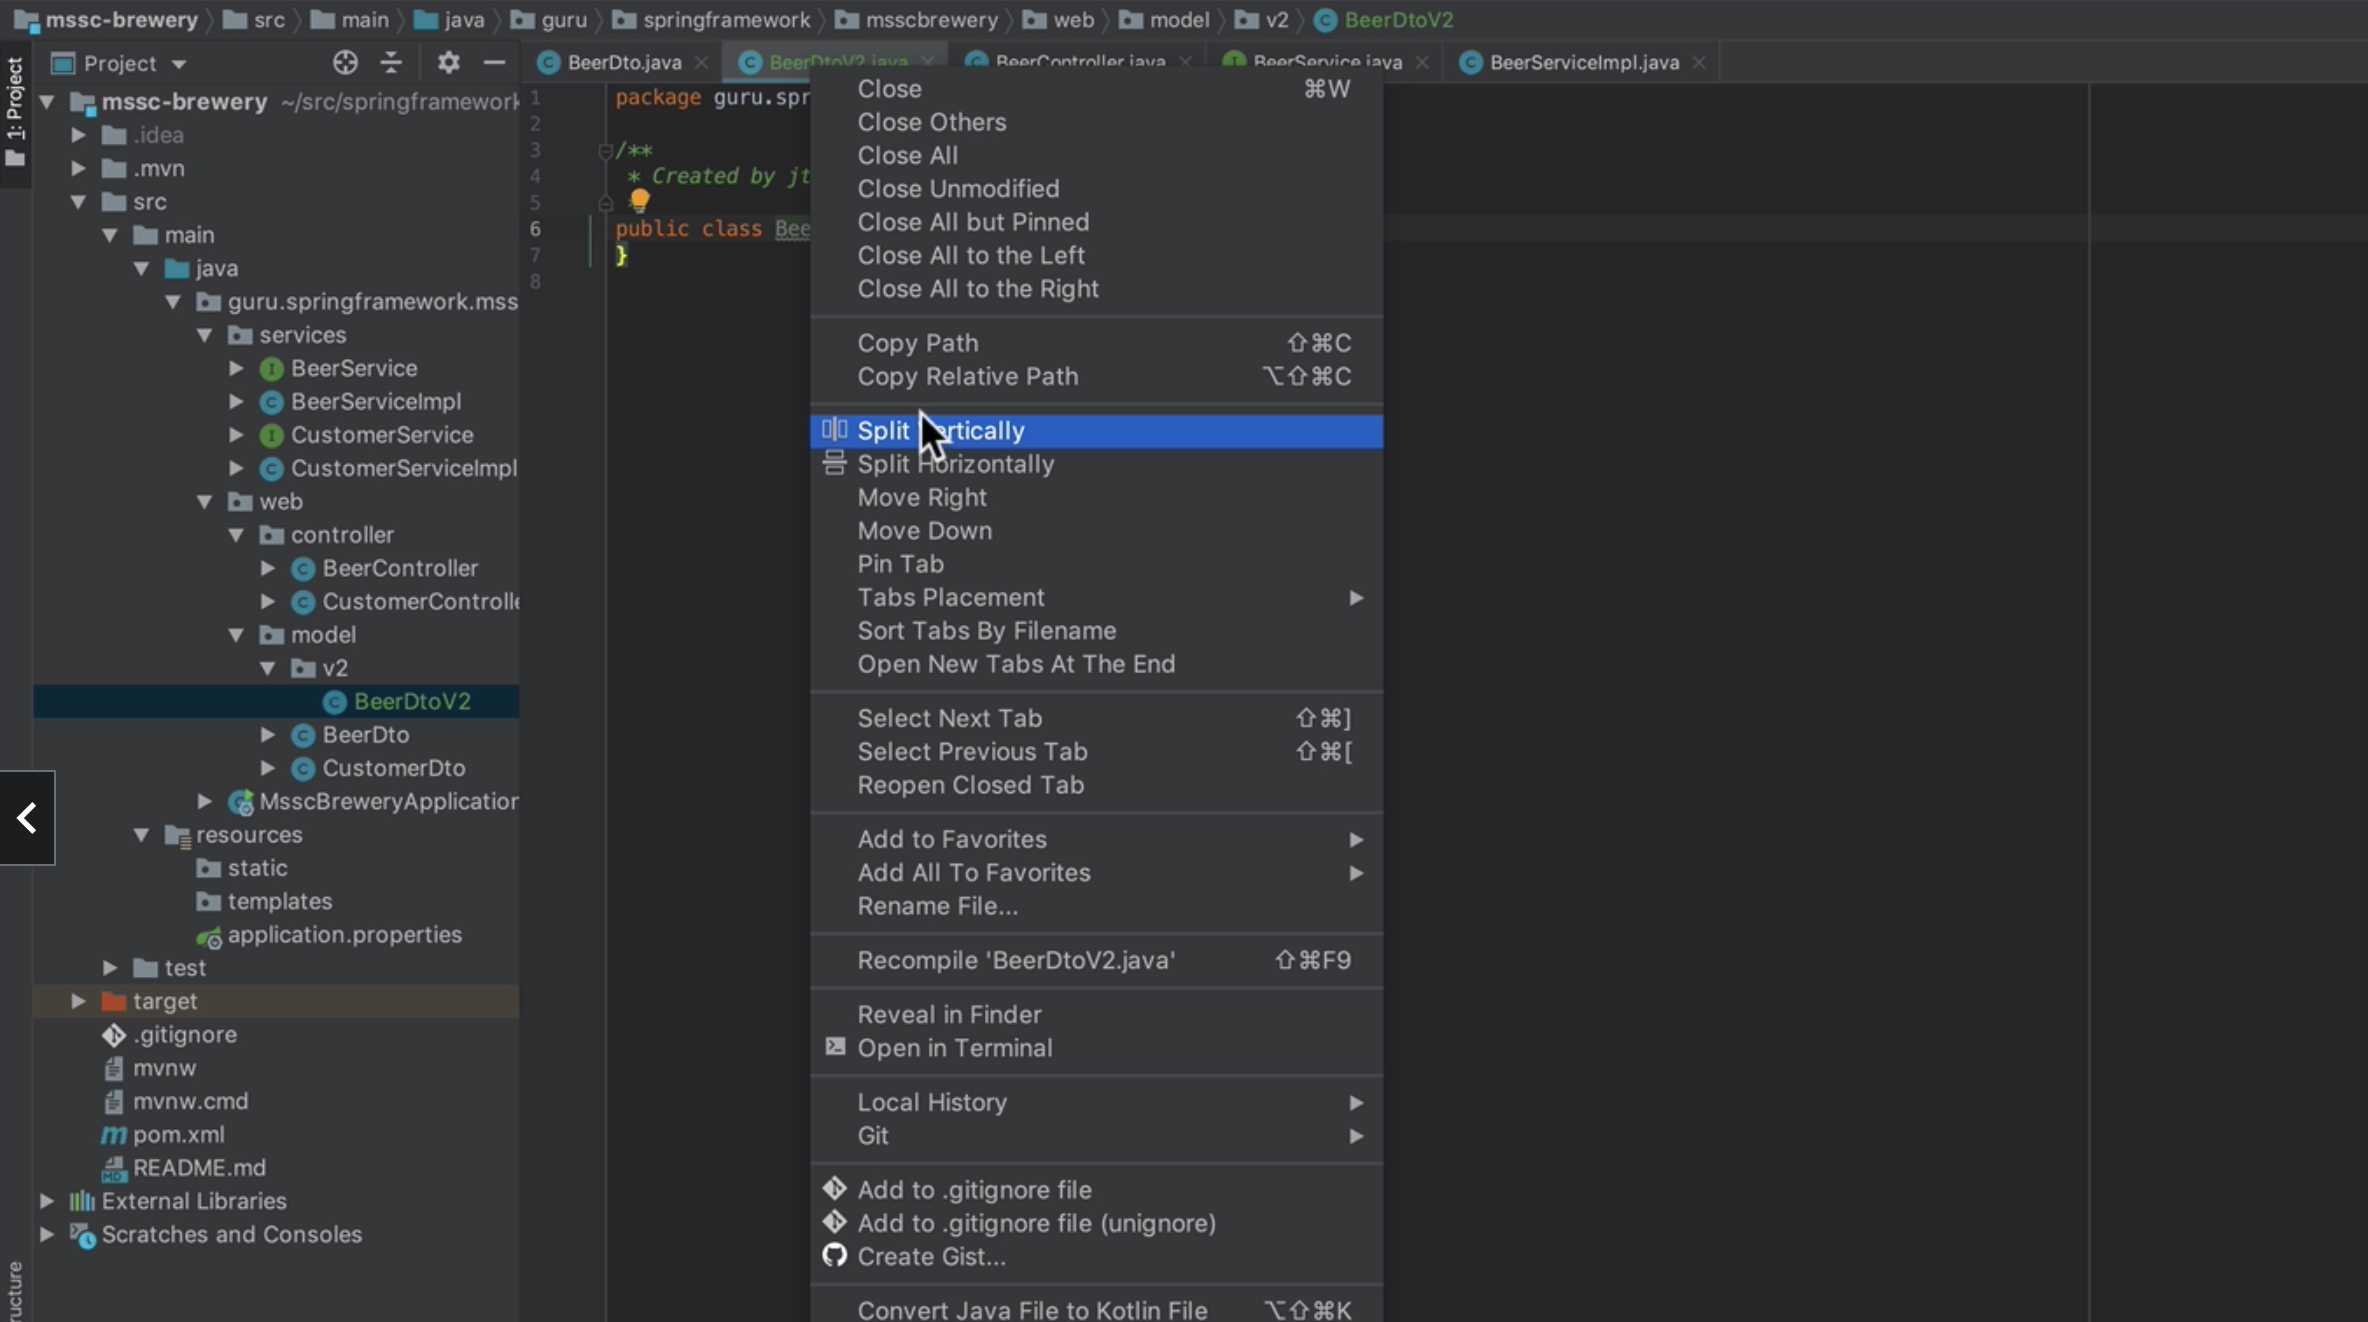 mssc-brewery src main java guru springframework msscbrewery web model v2 BeerDtoV2
1: Project
Project
BeerDto.java BeerDtoV2.java BeerController.java BeerService.java BeerServiceImpl.java
mssc-brewery ~/src/springframework
.idea
.mvn
src
main
java
guru.springframework.mss
services
BeerService
BeerServiceImpl
CustomerService
CustomerServiceImpl
web
controller
BeerController
CustomerControlle
model
v2
BeerDtoV2
BeerDto
CustomerDto
MsscBreweryApplication
resources
static
templates
application.properties
test
target
.gitignore
mvnw
mvnw.cmd
pom.xml
README.md
External Libraries
Scratches and Consoles
ucture
1 package guru.spr
2
3 /**
4 * Created by jt
5
6 public class Bee
7 }
8
Close ⌘W
Close Others
Close All
Close Unmodified
Close All but Pinned
Close All to the Left
Close All to the Right
Copy Path ⇧⌘C
Copy Relative Path ⌥⇧⌘C
Split Vertically
Split Horizontally
Move Right
Move Down
Pin Tab
Tabs Placement
Sort Tabs By Filename
Open New Tabs At The End
Select Next Tab ⇧⌘]
Select Previous Tab ⇧⌘[
Reopen Closed Tab
Add to Favorites
Add All To Favorites
Rename File...
Recompile 'BeerDtoV2.java' ⇧⌘F9
Reveal in Finder
Open in Terminal
Local History
Git
Add to .gitignore file
Add to .gitignore file (unignore)
Create Gist...
Convert Java File to Kotlin File ⌥⇧⌘K